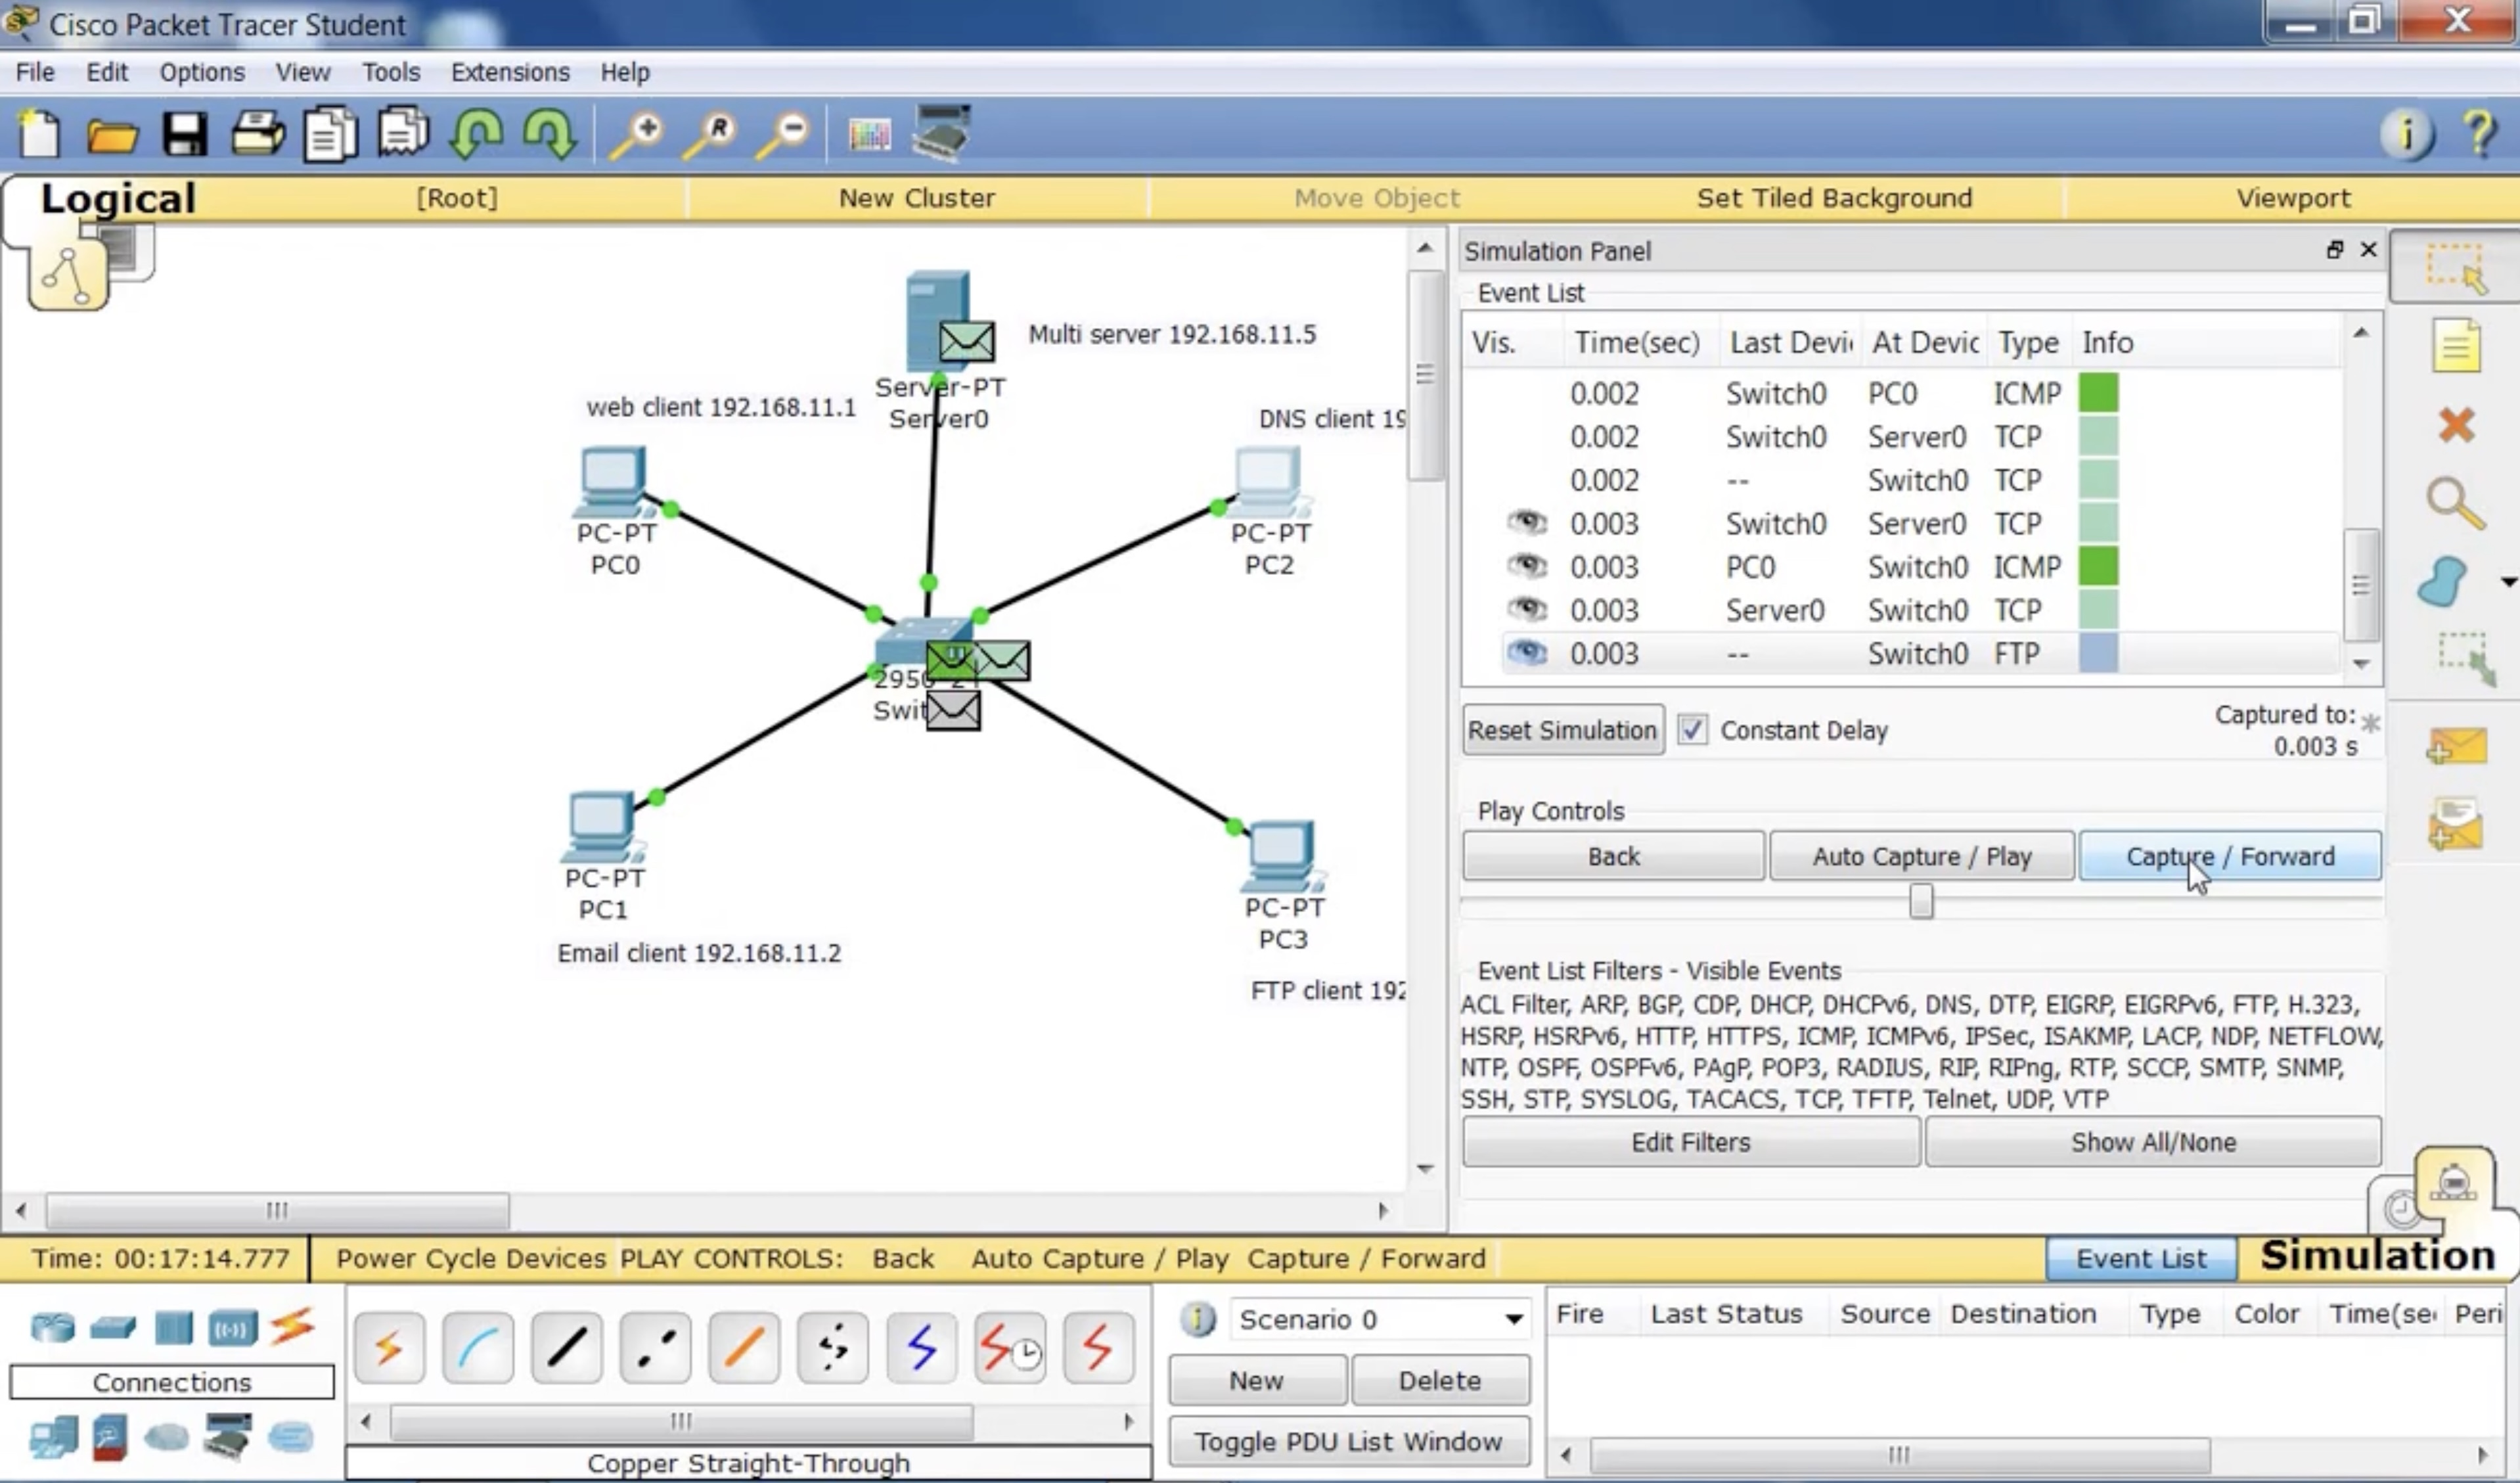 Cisco Packet Tracer Student
File Edit Options View Tools Extensions Help
Logical [Root] New Cluster Move Object Set Tiled Background Viewport
Multi server 192.168.11.5
Server-PT
Server0
web client 192.168.11.1
DNS client 19
PC-PT
PC0
PC-PT
PC2
2950
Swit
PC-PT
PC1
Email client 192.168.11.2
PC-PT
PC3
FTP client 192
Simulation Panel
Event List
Vis. Time(sec) Last Devi At Devic Type Info
0.002 Switch0 PC0 ICMP
0.002 Switch0 Server0 TCP
0.002 -- Switch0 TCP
0.003 Switch0 Server0 TCP
0.003 PC0 Switch0 ICMP
0.003 Server0 Switch0 TCP
0.003 -- Switch0 FTP
Reset Simulation Constant Delay Captured to: *
0.003 s
Play Controls
Back Auto Capture / Play Capture / Forward
Event List Filters - Visible Events
ACL Filter, ARP, BGP, CDP, DHCP, DHCPv6, DNS, DTP, EIGRP, EIGRPv6, FTP, H.323,
HSRP, HSRPv6, HTTP, HTTPS, ICMP, ICMPv6, IPSec, ISAKMP, LACP, NDP, NETFLOW,
NTP, OSPF, OSPFv6, PAgP, POP3, RADIUS, RIP, RIPng, RTP, SCCP, SMTP, SNMP,
SSH, STP, SYSLOG, TACACS, TCP, TFTP, Telnet, UDP, VTP
Edit Filters Show All/None
Time: 00:17:14.777 Power Cycle Devices PLAY CONTROLS: Back Auto Capture / Play Capture / Forward Event List Simulation
Connections
Copper Straight-Through
Scenario 0
New Delete
Toggle PDU List Window
Fire Last Status Source Destination Type Color Time(se Peri